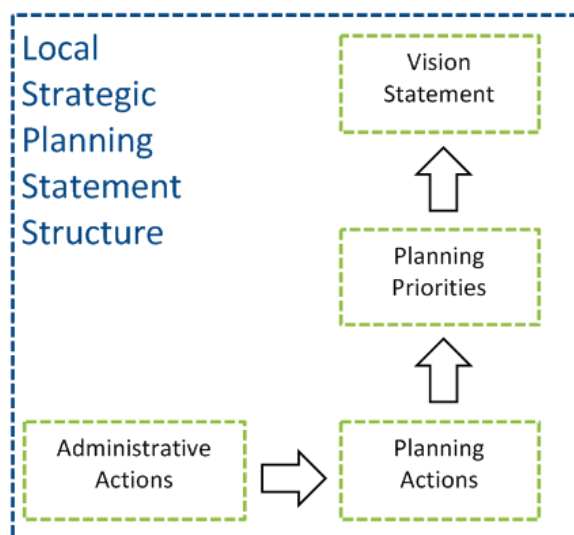 Local
Strategic
Planning
Statement
Structure
Vision
Statement
Planning
Priorities
Administrative
Actions
Planning
Actions